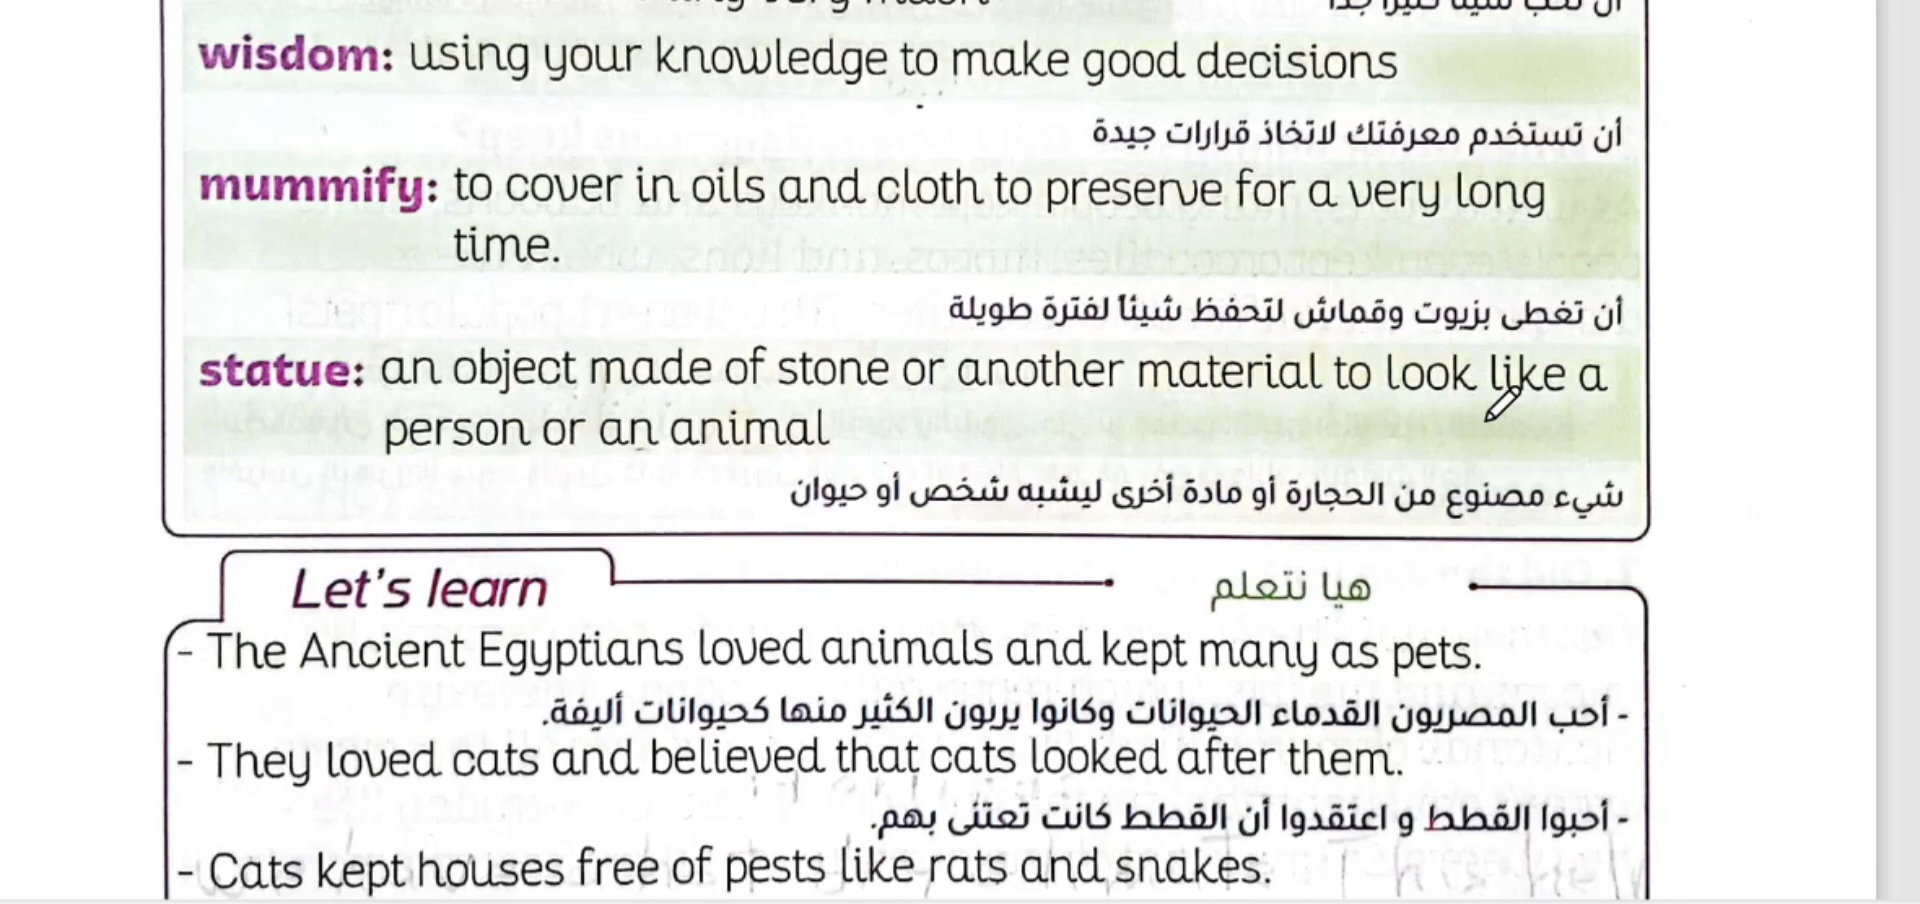 wisdom: using your knowledge to make good decisions
أن تستخدم معرفتك لاتخاذ قرارات جيدة
mummify: to cover in oils and cloth to preserve for a very long
time.
أن تغطى بزيوت وقماش لتحفظ شيئاً لفترة طويلة
statue: an object made of stone or another material to look like a
person or an animal
شيء مصنوع من الحجارة أو مادة أخرى ليشبه شخص أو حيوان
Let's learn هيا نتعلم
- The Ancient Egyptians loved animals and kept many as pets.
- أحب المصريون القدماء الحيوانات وكانوا يربون الكثير منها كحيوانات أليفة.
- They loved cats and believed that cats looked after them.
- أحبوا القطط و اعتقدوا أن القطط كانت تعتنى بهم.
- Cats kept houses free of pests like rats and snakes.